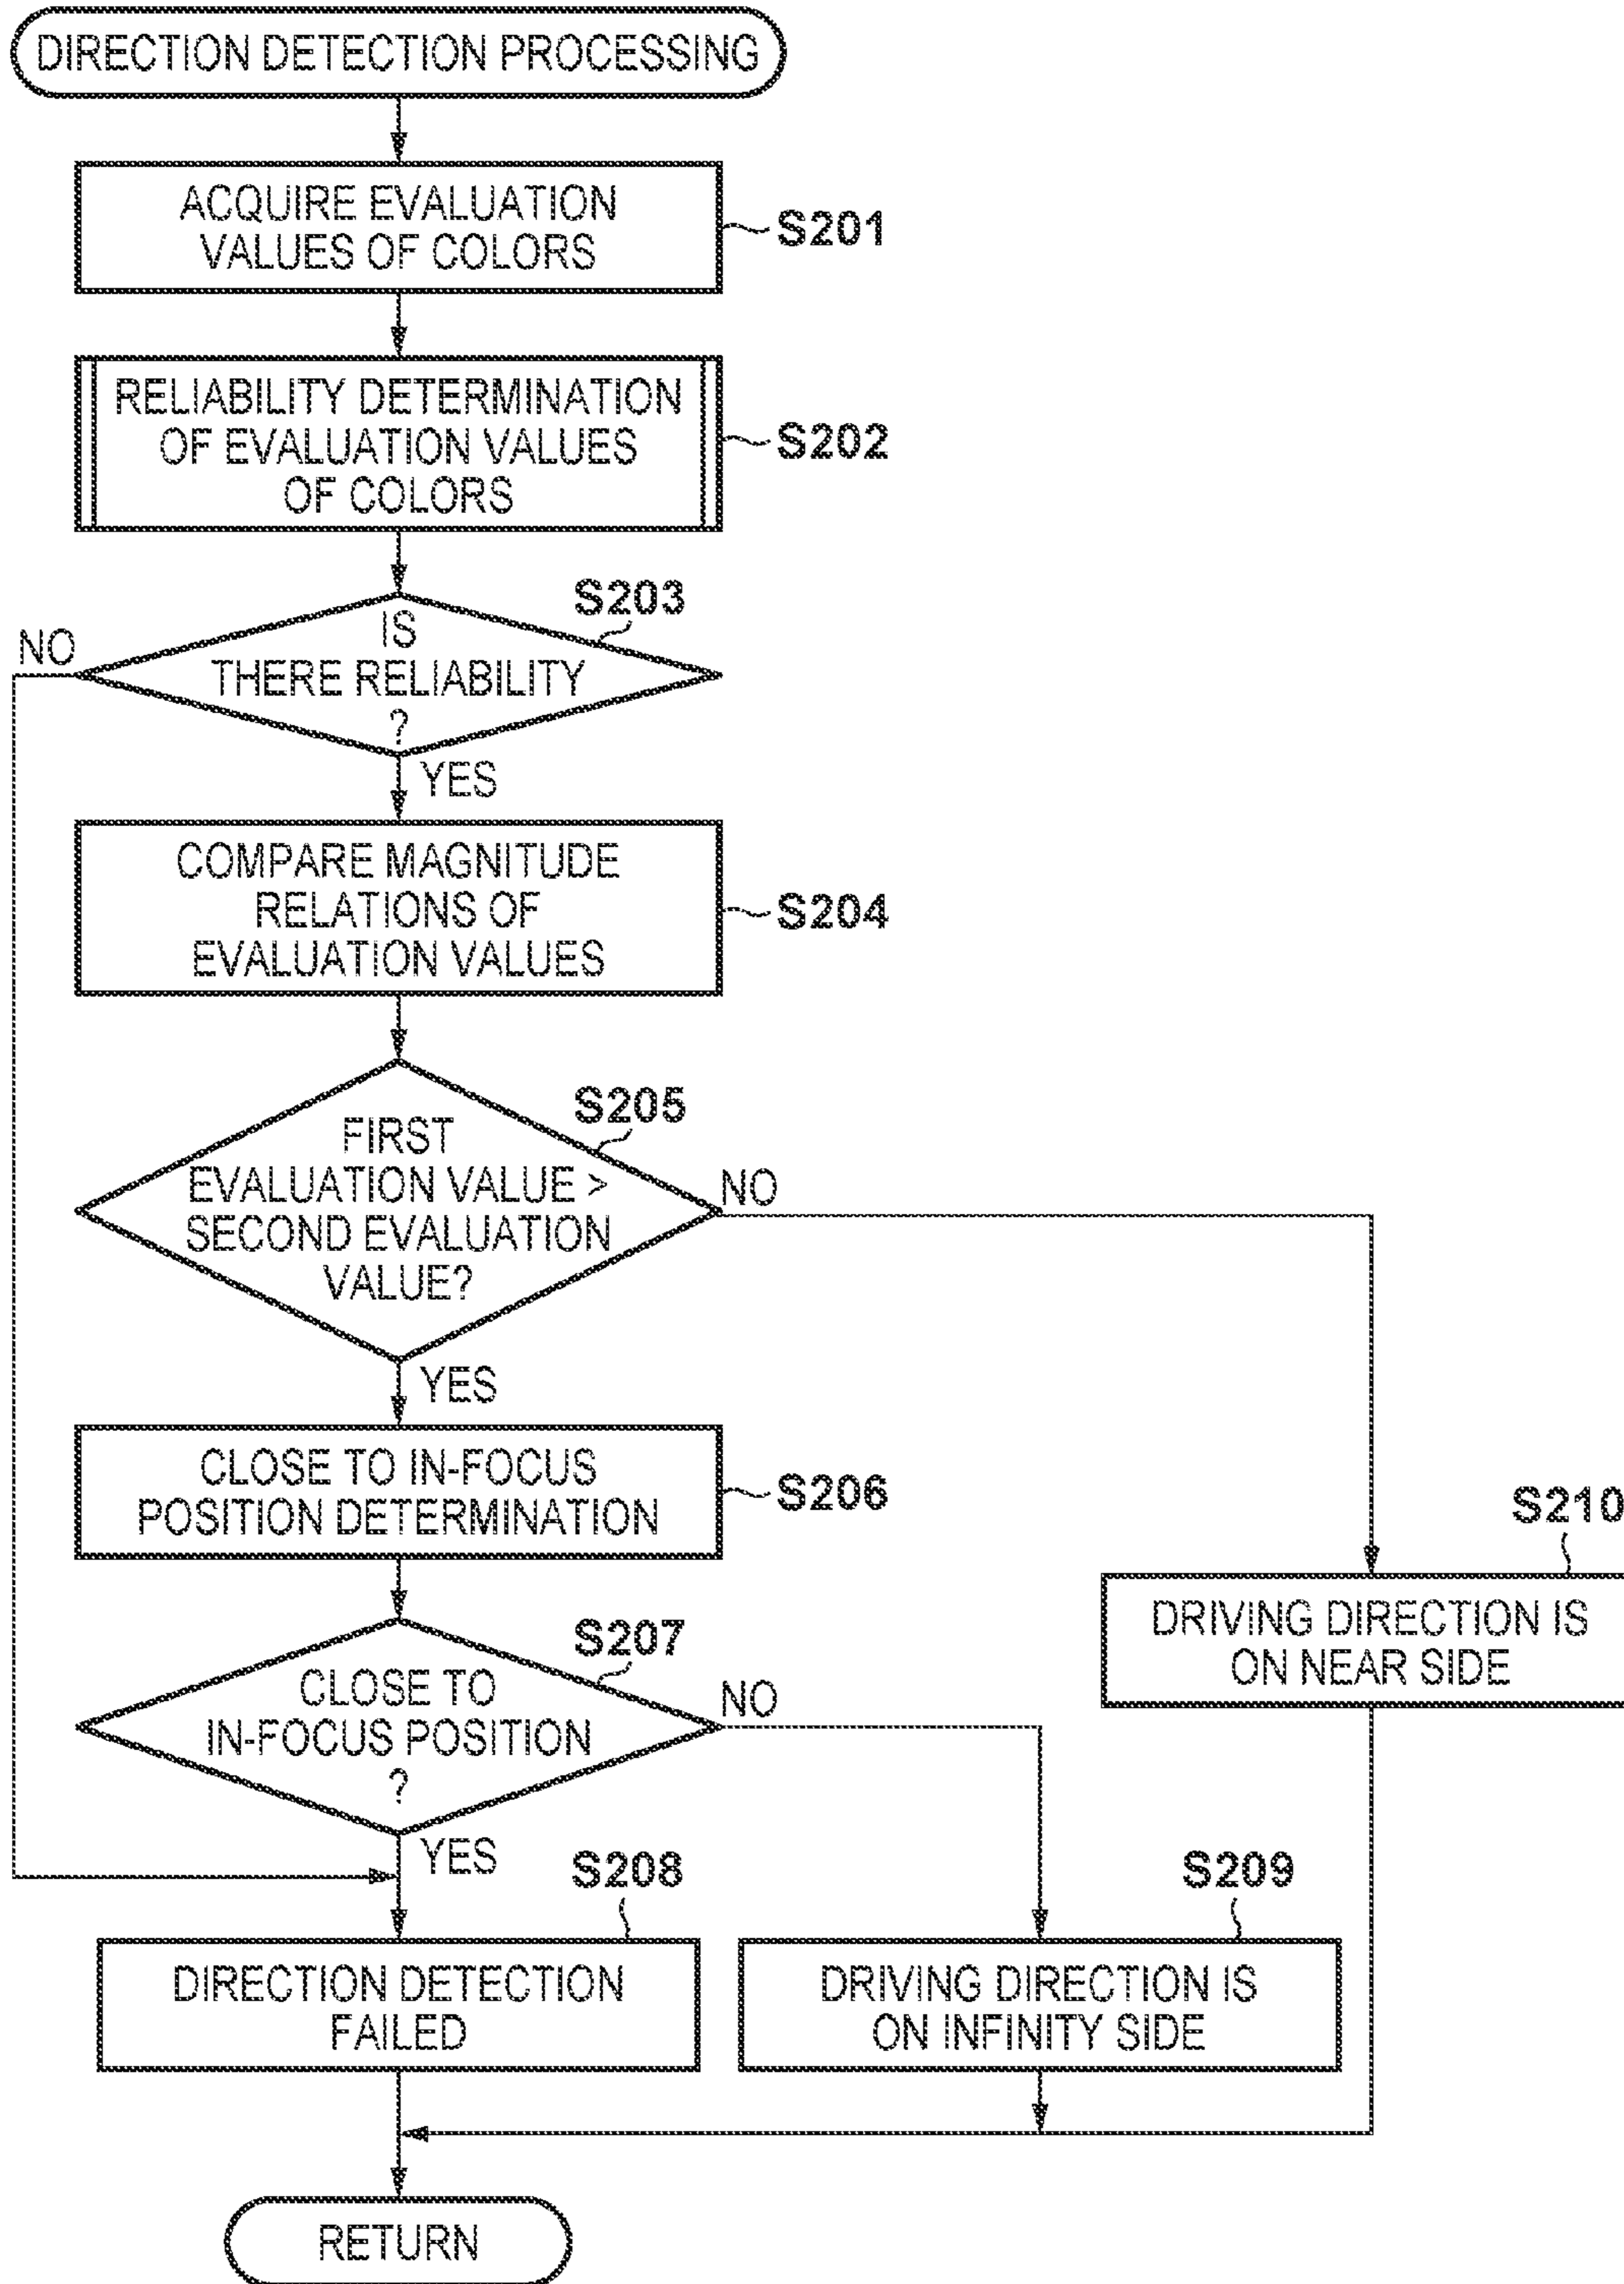 DIRECTION DETECTION PROCESSING
ACQUIRE EVALUATION
VALUES OF COLORS
S201
RELIABILITY DETERMINATION
OF EVALUATION VALUES
OF COLORS
S202
S203
NO
IS
THERE RELIABILITY
?
YES
COMPARE MAGNITUDE
RELATIONS OF
EVALUATION VALUES
S204
S205
FIRST
EVALUATION VALUE >
SECOND EVALUATION
VALUE?
NO
YES
CLOSE TO IN-FOCUS
POSITION DETERMINATION
S206
S210
DRIVING DIRECTION IS
ON NEAR SIDE
S207
CLOSE TO
IN-FOCUS POSITION
?
NO
YES
S208
DIRECTION DETECTION
FAILED
S209
DRIVING DIRECTION IS
ON INFINITY SIDE
RETURN